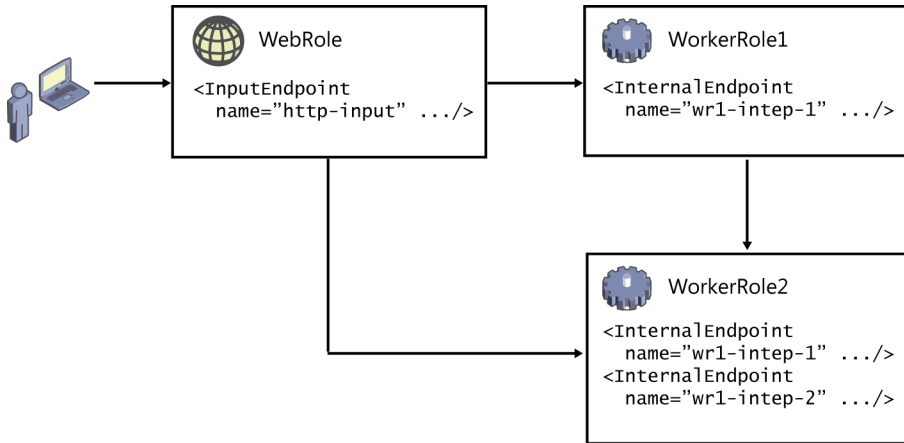 WebRole
<InputEndpoint
name=”http-input” .../>
WorkerRole1
<InternalEndpoint
name=”wr1-intep-1” .../>
WorkerRole2
<InternalEndpoint
name=”wr1-intep-1” .../>
<InternalEndpoint
name=”wr1-intep-2” .../>